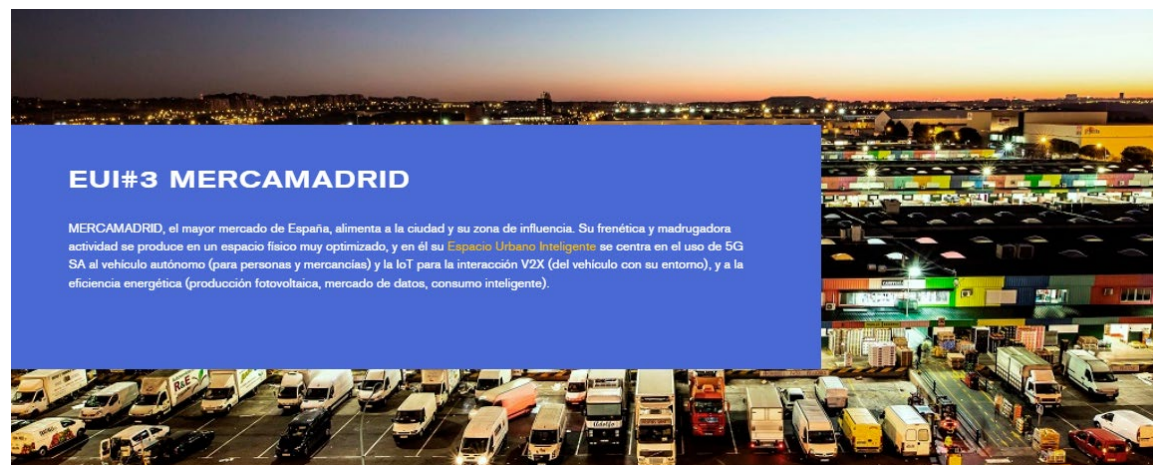 EUI#3 MERCAMADRID
MERCAMADRID, el mayor mercado de España, alimenta a la ciudad y su zona de influencia. Su frenética y madrugadora
actividad se produce en un espacio físico muy optimizado, y en él su Espacio Urbano Inteligente se centra en el uso de 5G
SA al vehículo autónomo (para personas y mercancías) y la IoT para la interacción V2X (del vehículo con su entorno), y a la
eficiencia energética (producción fotovoltaica, mercado de datos, consumo inteligente).
R&E
Udolfo